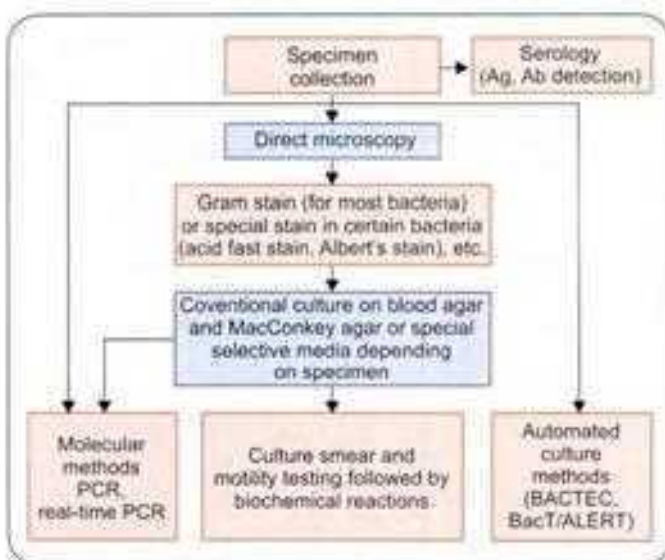 Specimen
collection
Serology
(Ag, Ab detection)
Direct microscopy
Gram stain (for most bacteria)
or special stain in certain bacteria
(acid fast stain, Albert's stain), etc.
Coventional culture on blood agar
and MacConkey agar or special
selective media depending
on specimen
Molecular
methods
PCR,
real-time PCR
Culture smear and
motility testing followed by
biochemical reactions
Automated
culture
methods
(BACTEC,
BacT/ALERT)